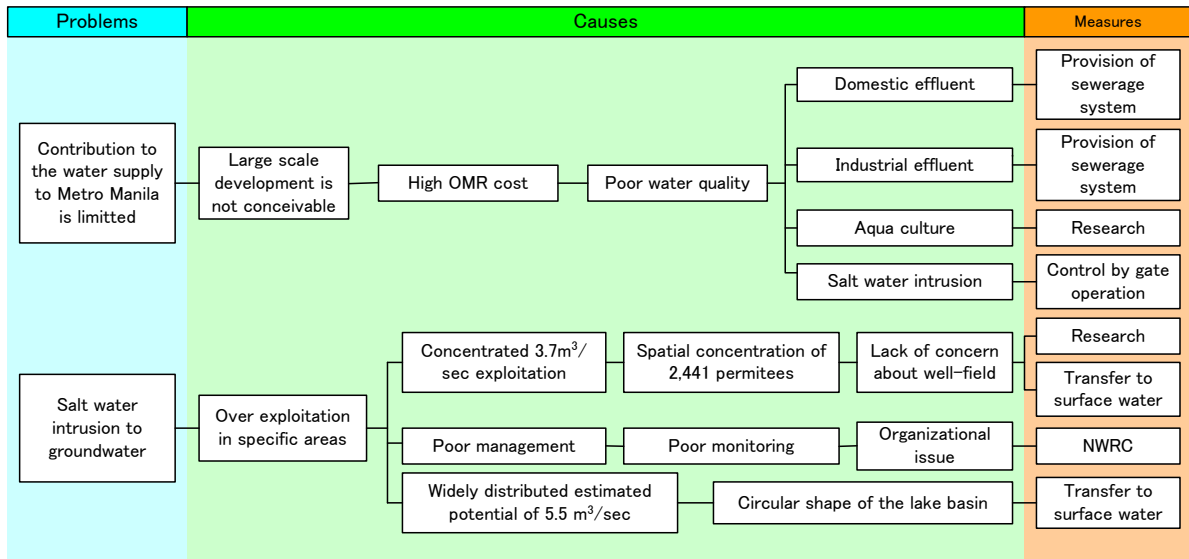 Problems
Causes
Measures
Contribution to
the water supply
to Metro Manila
is limitted
Large scale
development is
not conceivable
High OMR cost
Poor water quality
Domestic effluent
Provision of
sewerage
system
Industrial effluent
Provision of
sewerage
system
Aqua culture
Research
Salt water intrusion
Control by gate
operation
Salt water
intrusion to
groundwater
Over exploitation
in specific areas
Concentrated 3.7m³/
sec exploitation
Spatial concentration of
2,441 permitees
Lack of concern
about well-field
Research
Transfer to
surface water
Poor management
Poor monitoring
Organizational
issue
NWRC
Widely distributed estimated
potential of 5.5 m³/sec
Circular shape of the lake basin
Transfer to
surface water